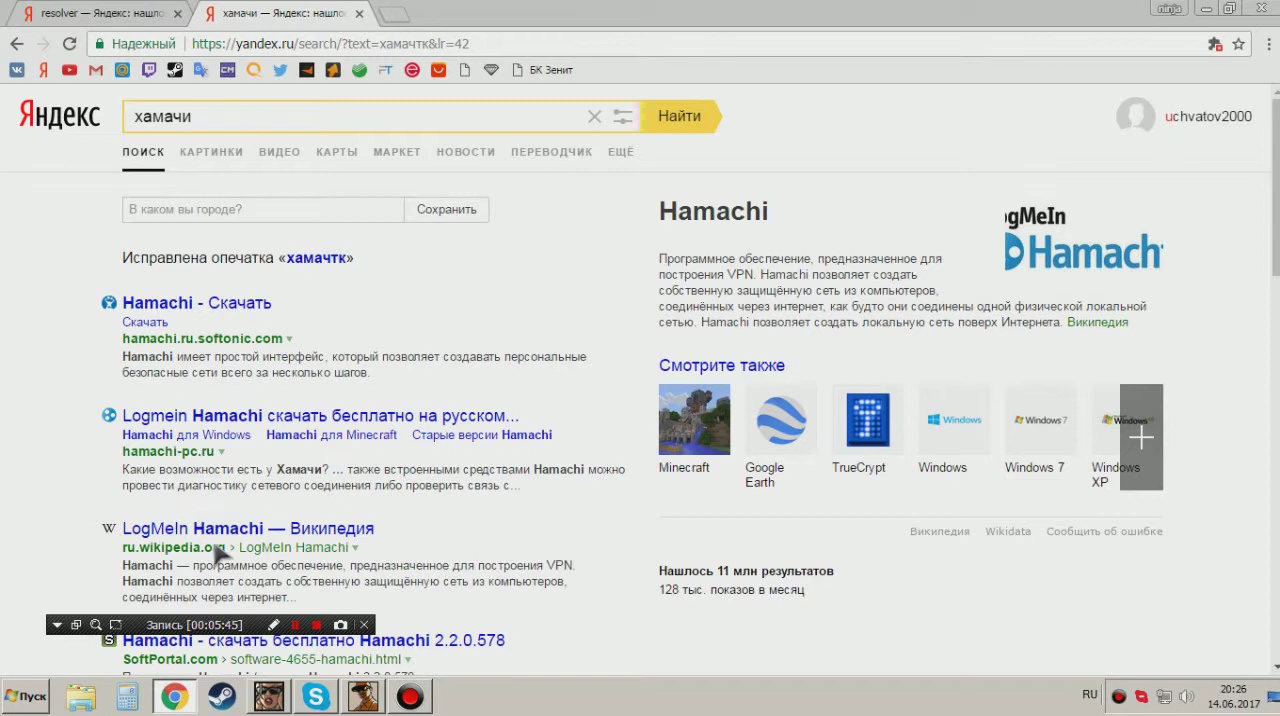 resolver — Яндекс: нашло
хамачи — Яндекс: нашлос
ninja
Надежный
https://yandex.ru/search/?text=хамачтк&lr=42
БК Зенит
Яндекс
хамачи
Найти
uchvatov2000
ПОИСК КАРТИНКИ ВИДЕО КАРТЫ МАРКЕТ НОВОСТИ ПЕРЕВОДЧИК ЕЩЁ
В каком вы городе?
Сохранить
Исправлена опечатка «хамачтк»
Hamachi - Скачать
Скачать
hamachi.ru.softonic.com
Hamachi имеет простой интерфейс, который позволяет создавать персональные
безопасные сети всего за несколько шагов.
Logmein Hamachi скачать бесплатно на русском...
Hamachi для Windows Hamachi для Minecraft Старые версии Hamachi
hamachi-pc.ru
Какие возможности есть у Хамачи? ... также встроенными средствами Hamachi можно
провести диагностику сетевого соединения либо проверить связь с...
W
LogMeIn Hamachi — Википедия
ru.wikipedia.org › LogMeIn Hamachi
Hamachi — программное обеспечение, предназначенное для построения VPN.
Hamachi позволяет создать собственную защищённую сеть из компьютеров,
соединённых через интернет...
Запись [00:05:45]
S
Hamachi - скачать бесплатно Hamachi 2.2.0.578
SoftPortal.com › software-4655-hamachi.html
Hamachi
ogMeIn
Hamach
Программное обеспечение, предназначенное для
построения VPN. Hamachi позволяет создать
собственную защищённую сеть из компьютеров,
соединённых через интернет, как будто они соединены одной физической локальной
сетью. Hamachi позволяет создать локальную сеть поверх Интернета. Википедия
Смотрите также
Windows
Windows 7
Windows
Minecraft
Google
Earth
TrueCrypt
Windows
Windows 7
Windows
XP
Википедия Wikidata Сообщить об ошибке
Нашлось 11 млн результатов
128 тыс. показов в месяц
Пуск
RU
20:26
14.06.2017